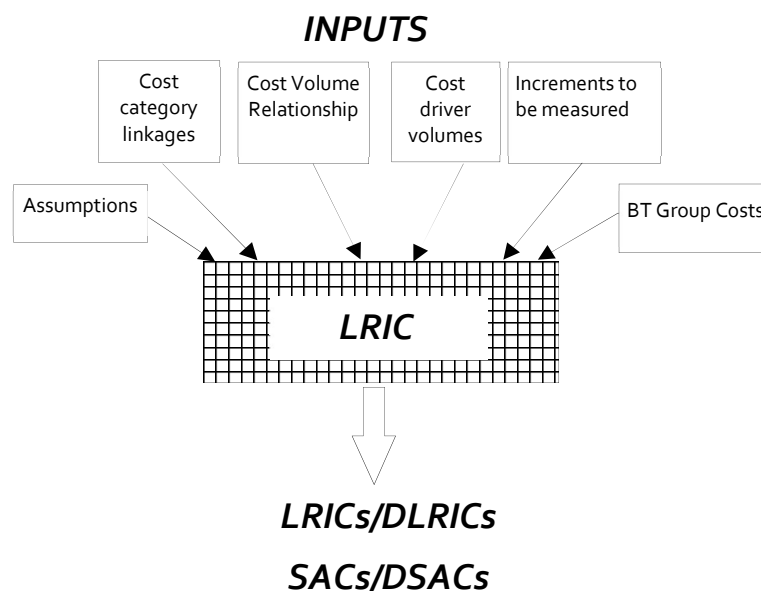 INPUTS
Cost
category
linkages
Cost Volume
Relationship
Cost
driver
volumes
Increments to
be measured
Assumptions
BT Group Costs
LRIC
LRICs/DLRICs
SACs/DSACs